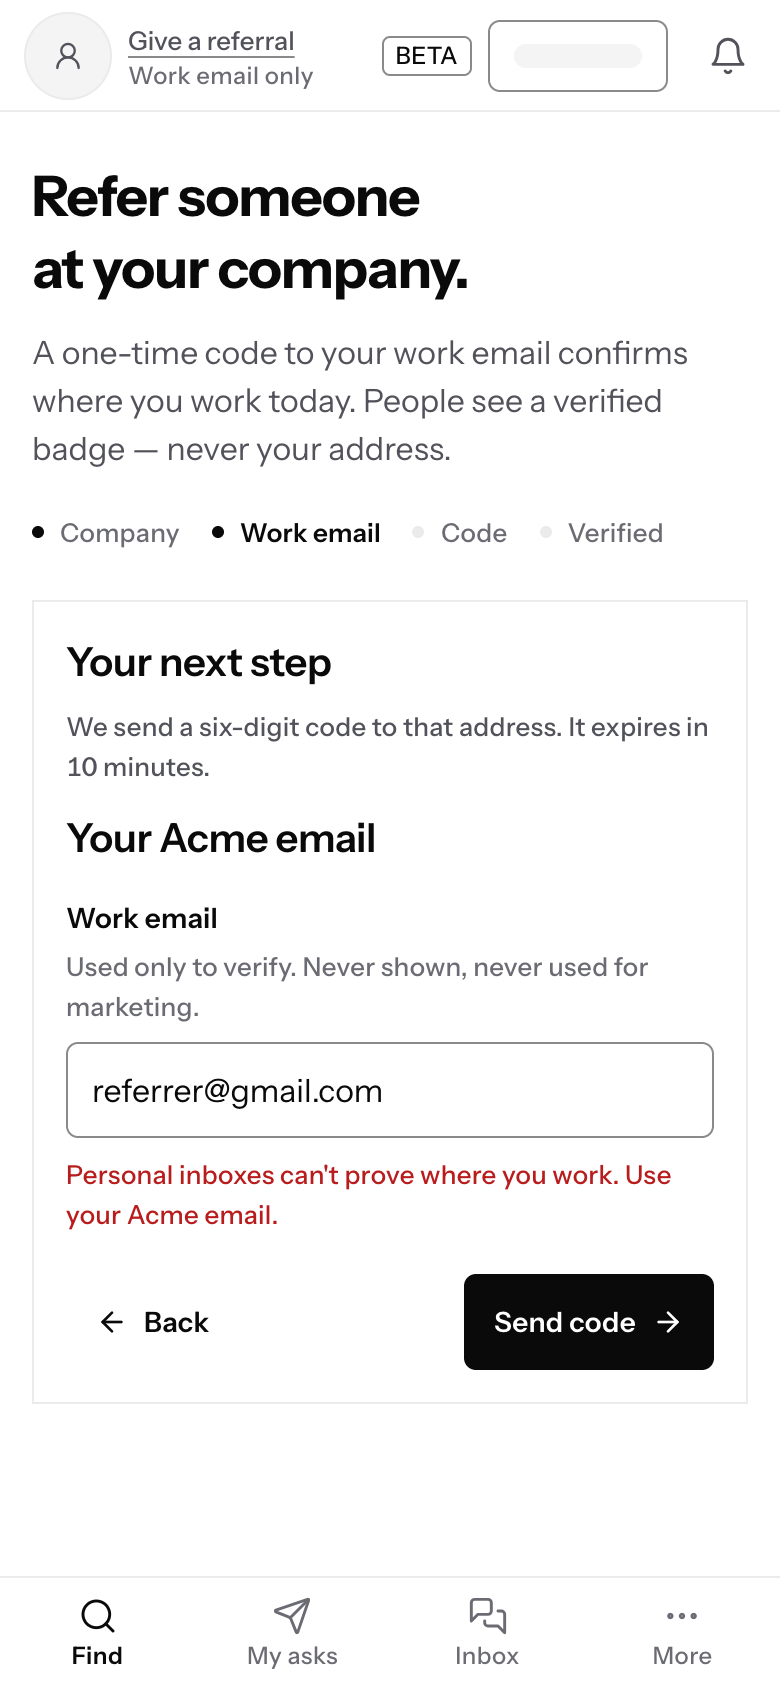 Give a referral
Work email only
BETA
Refer someone
at your company.
A one-time code to your work email confirms
where you work today. People see a verified
badge — never your address.
Company
Work email
Code
Verified
Your next step
We send a six-digit code to that address. It expires in
10 minutes.
Your Acme email
Work email
Used only to verify. Never shown, never used for
marketing.
referrer@gmail.com
Personal inboxes can't prove where you work. Use
your Acme email.
Back
Send code
Find
My asks
Inbox
More